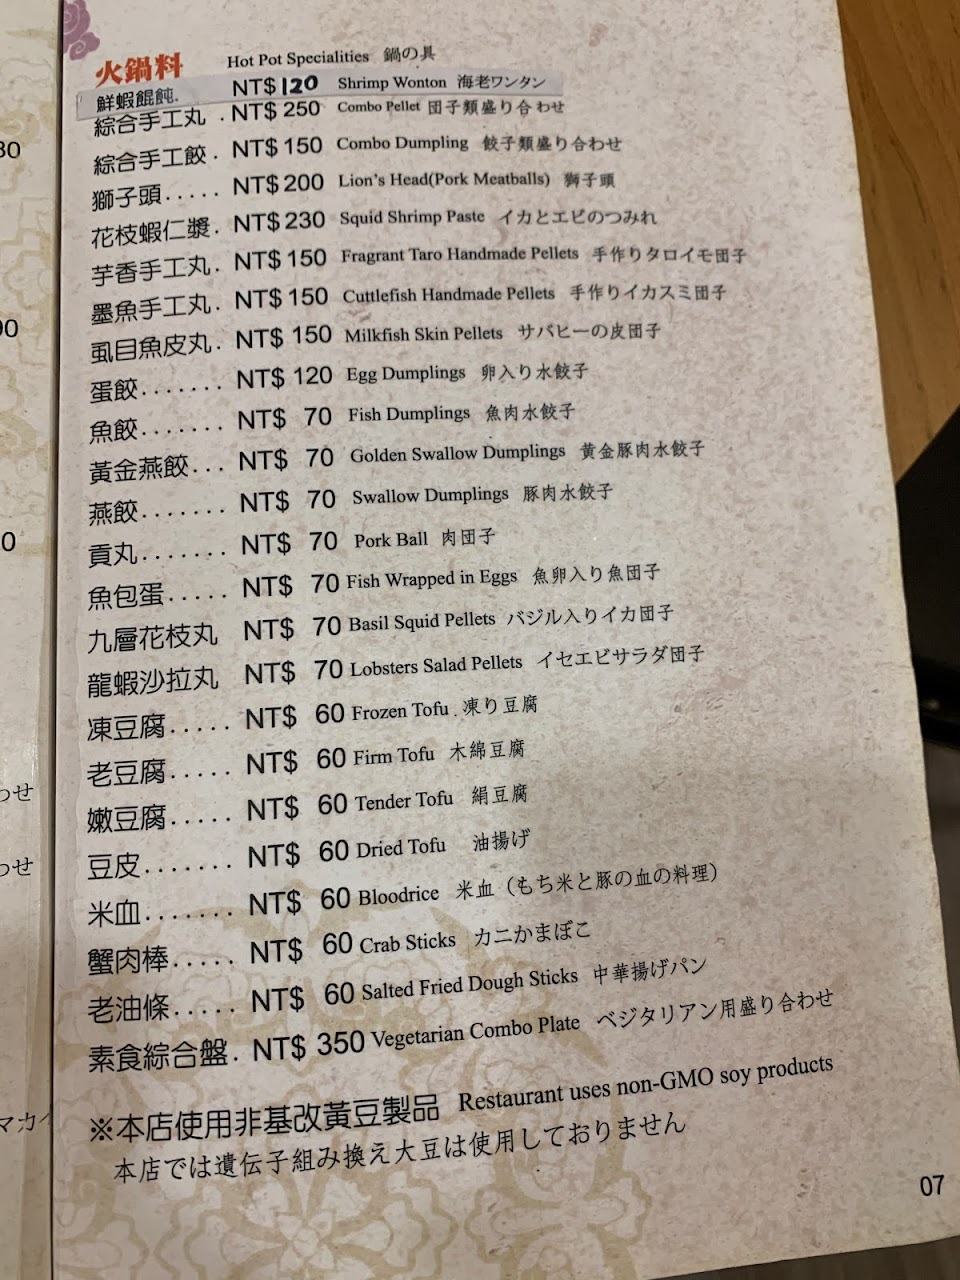 火鍋料 Hot Pot Specialities 鍋の具
鮮蝦餛飩. NT$120 Shrimp Wonton 海老ワンタン
綜合手工丸 . NT$250 Combo Pellet 団子類盛り合わせ
綜合手工餃 . NT$150 Combo Dumpling 餃子類盛り合わせ
獅子頭..... NT$200 Lion's Head(Pork Meatballs) 獅子頭
花枝蝦仁漿. NT$230 Squid Shrimp Paste イカとエビのつみれ
芋香手工丸. NT$150 Fragrant Taro Handmade Pellets 手作りタロイモ団子
墨魚手工丸. NT$150 Cuttlefish Handmade Pellets 手作りイカスミ団子
虱目魚皮丸. NT$150 Milkfish Skin Pellets サバヒーの皮団子
蛋餃....... NT$120 Egg Dumplings 卵入り水餃子
魚餃....... NT$ 70 Fish Dumplings 魚肉水餃子
黃金燕餃... NT$ 70 Golden Swallow Dumplings 黄金豚肉水餃子
燕餃....... NT$ 70 Swallow Dumplings 豚肉水餃子
貢丸....... NT$ 70 Pork Ball 肉団子
魚包蛋..... NT$ 70 Fish Wrapped in Eggs 魚卵入り魚団子
九層花枝丸 NT$ 70 Basil Squid Pellets バジル入りイカ団子
龍蝦沙拉丸 NT$ 70 Lobsters Salad Pellets イセエビサラダ団子
凍豆腐..... NT$ 60 Frozen Tofu . 凍り豆腐
老豆腐..... NT$ 60 Firm Tofu 木綿豆腐
嫩豆腐..... NT$ 60 Tender Tofu 絹豆腐
豆皮....... NT$ 60 Dried Tofu 油揚げ
米血....... NT$ 60 Bloodrice 米血（もち米と豚の血の料理）
蟹肉棒..... NT$ 60 Crab Sticks カニかまぼこ
老油條..... NT$ 60 Salted Fried Dough Sticks 中華揚げパン
素食綜合盤. NT$ 350 Vegetarian Combo Plate ベジタリアン用盛り合わせ
※本店使用非基改黃豆製品 Restaurant uses non-GMO soy products
本店では遺伝子組み換え大豆は使用しておりません
07